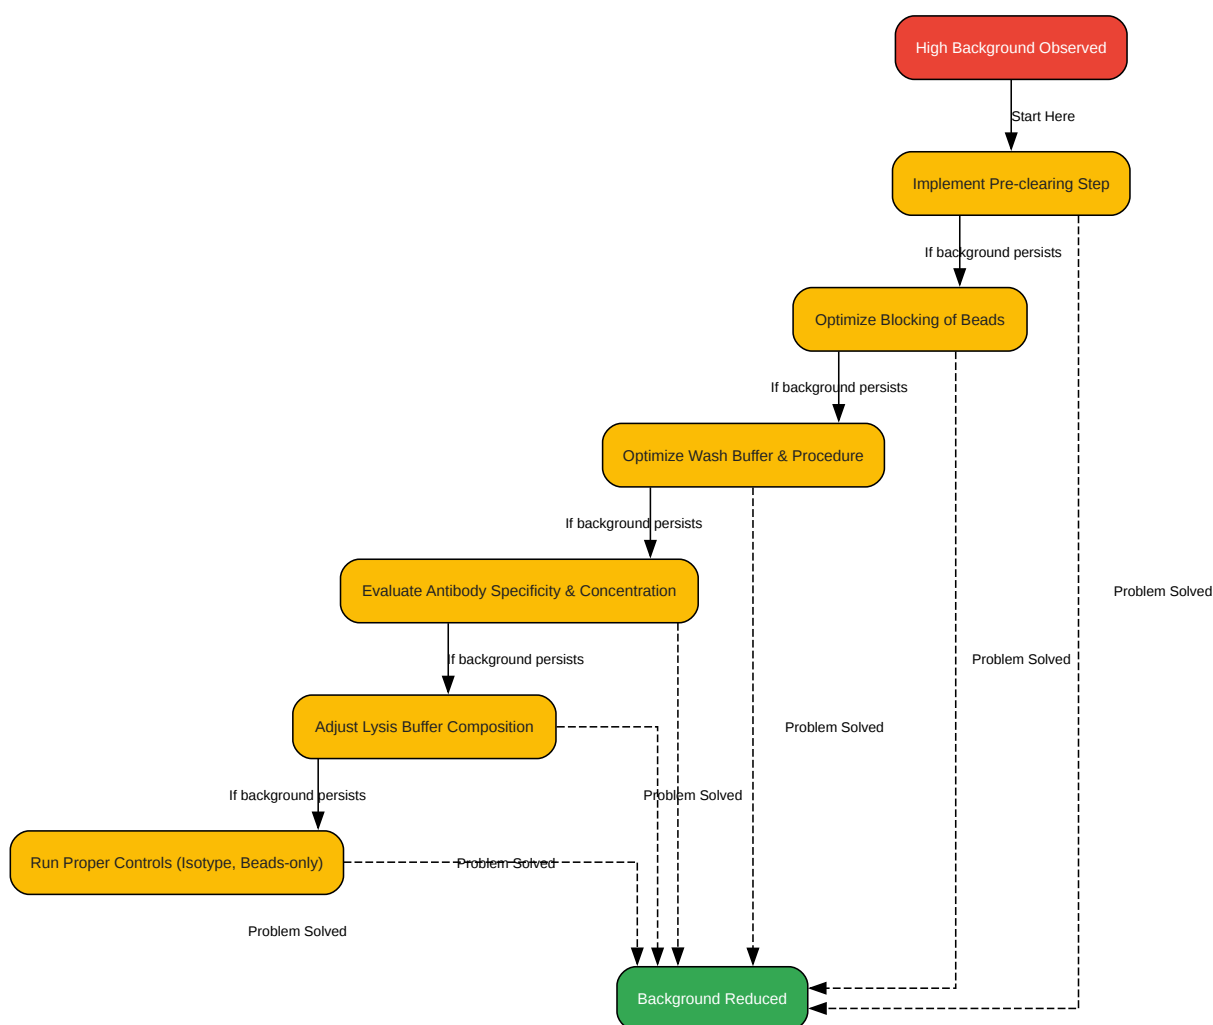 High Background Observed
Start Here
Implement Pre-clearing Step
If background persists
Optimize Blocking of Beads
If background persists
Optimize Wash Buffer & Procedure
If background persists
Evaluate Antibody Specificity & Concentration
Problem Solved
If background persists
Problem Solved
Adjust Lysis Buffer Composition
Problem Solved
If background persists
Problem Solved
Run Proper Controls (Isotype, Beads-only)
Problem Solved
Problem Solved
Background Reduced